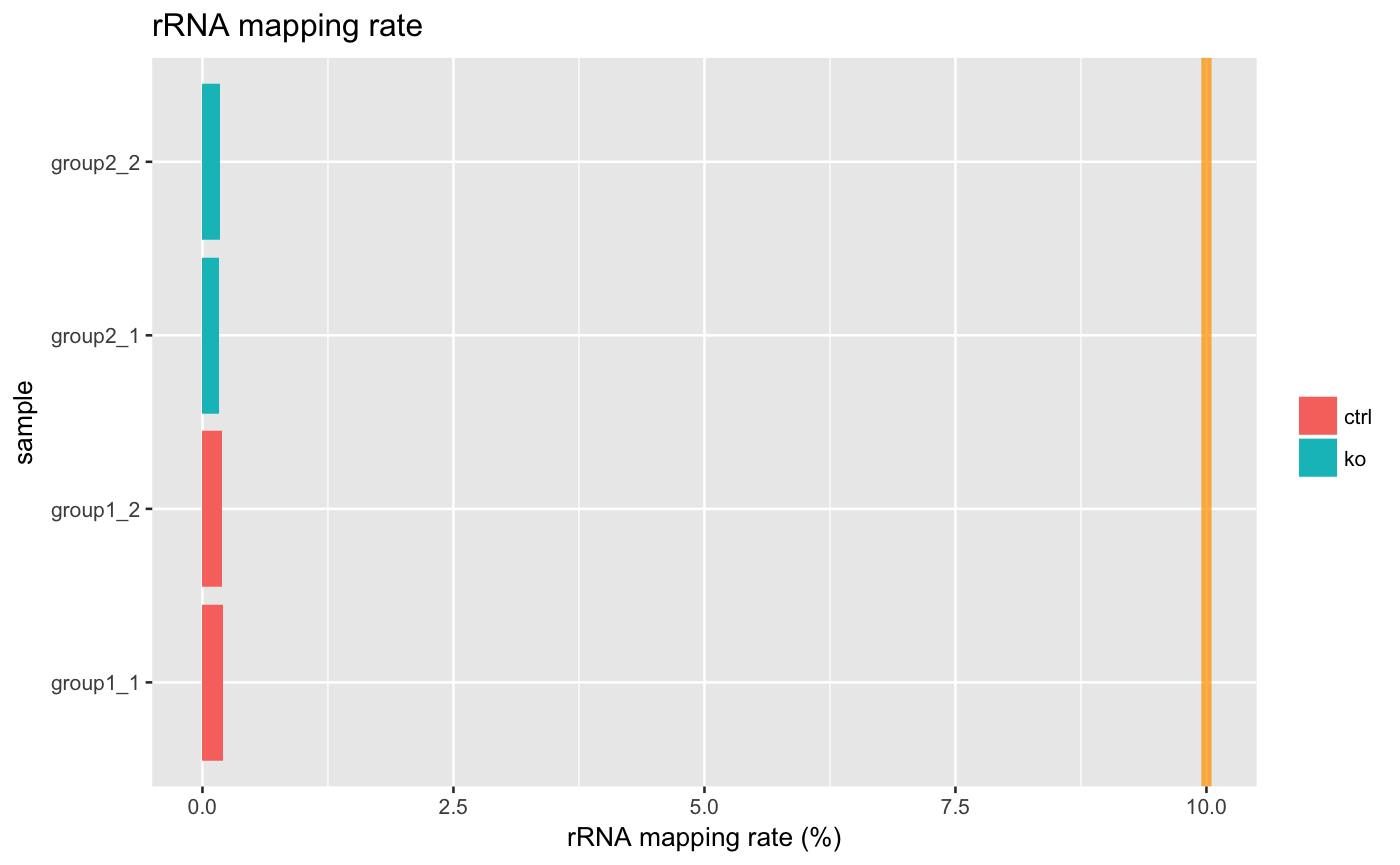 rRNA mapping rate
group2_2
group2_1
group1_2
group1_1
sample
0.0 2.5 5.0 7.5 10.0
rRNA mapping rate (%)
ctrl
ko